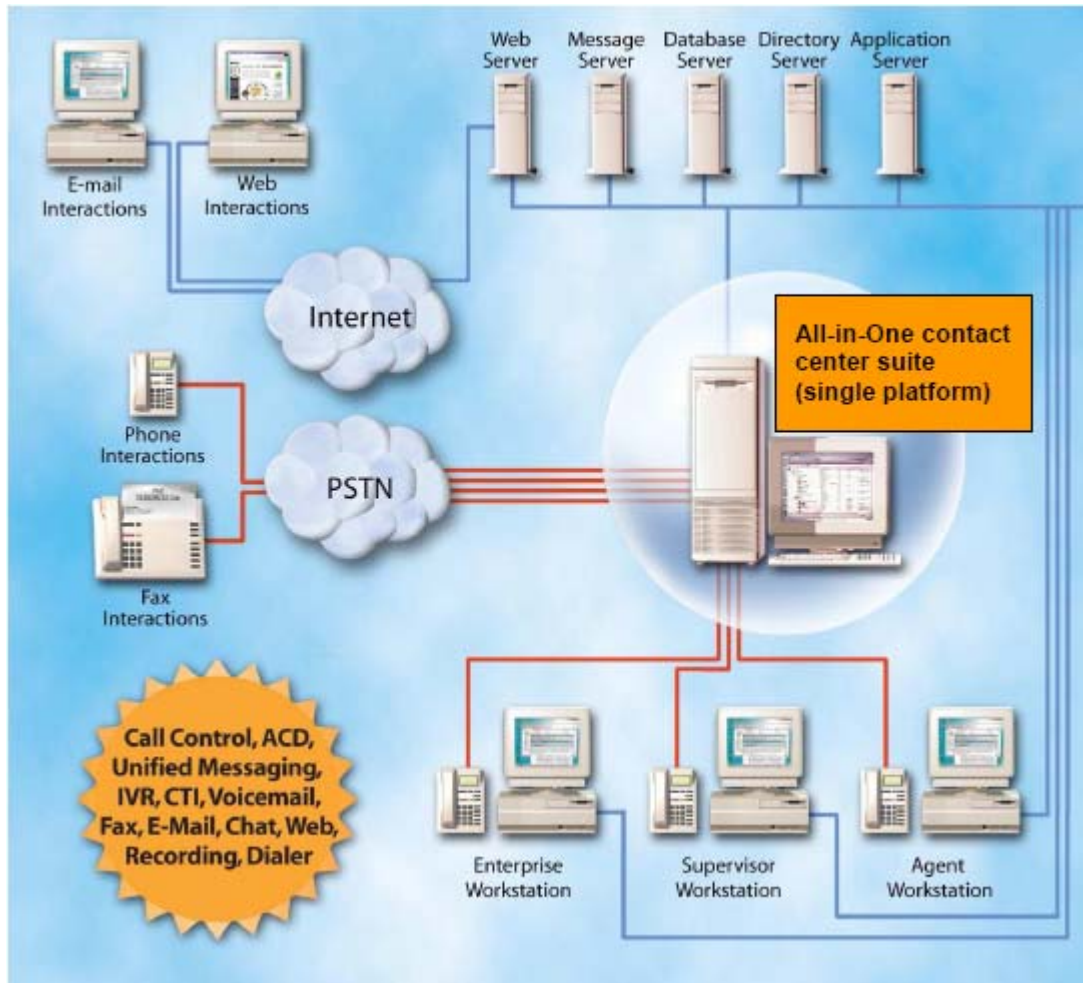 Web
Server
Message
Server
Database
Server
Directory
Server
Application
Server
E-mail
Interactions
Web
Interactions
Internet
All-in-One contact
center suite
(single platform)
Phone
Interactions
PSTN
Fax
Interactions
Call Control, ACD,
Unified Messaging,
IVR, CTI, Voicemail,
Fax, E-Mail, Chat, Web,
Recording, Dialer
Enterprise
Workstation
Supervisor
Workstation
Agent
Workstation